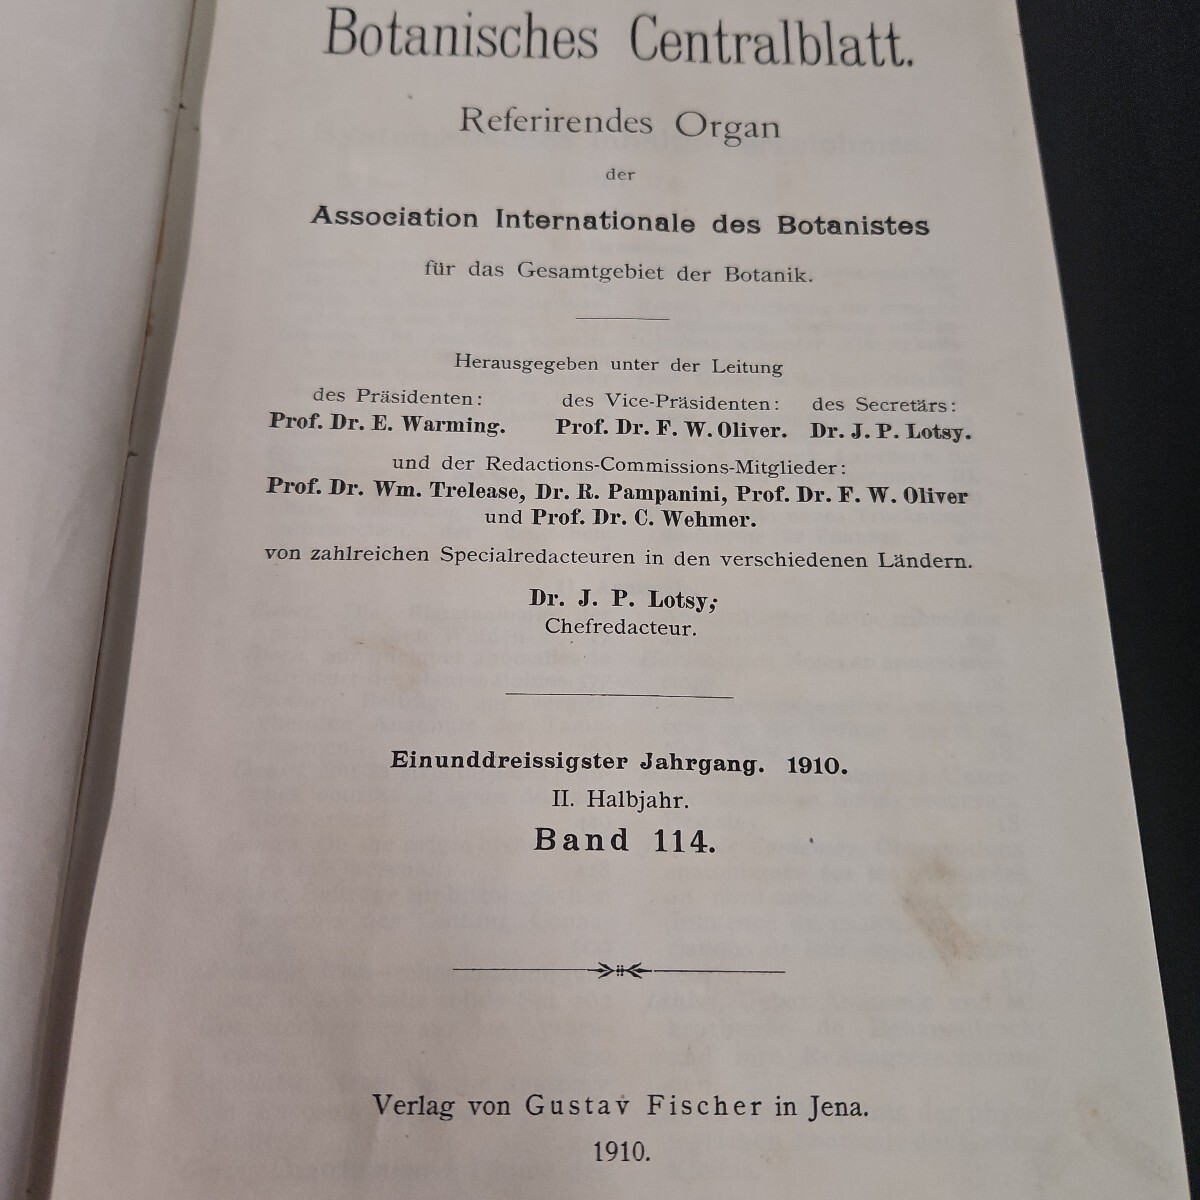 Botanisches Centralblatt.
Referirendes Organ
der
Association Internationale des Botanistes
für das Gesamtgebiet der Botanik.
Herausgegeben unter der Leitung
des Präsidenten: des Vice-Präsidenten: des Secretärs:
Prof. Dr. E. Warming. Prof. Dr. F. W. Oliver. Dr. J. P. Lotsy.
und der Redactions-Commissions-Mitglieder:
Prof. Dr. Wm. Trelease, Dr. R. Pampanini, Prof. Dr. F. W. Oliver
und Prof. Dr. C. Wehmer.
von zahlreichen Specialredacteuren in den verschiedenen Ländern.
Dr. J. P. Lotsy;
Chefredacteur.
Einunddreissigster Jahrgang. 1910.
II. Halbjahr.
Band 114.
Verlag von Gustav Fischer in Jena.
1910.